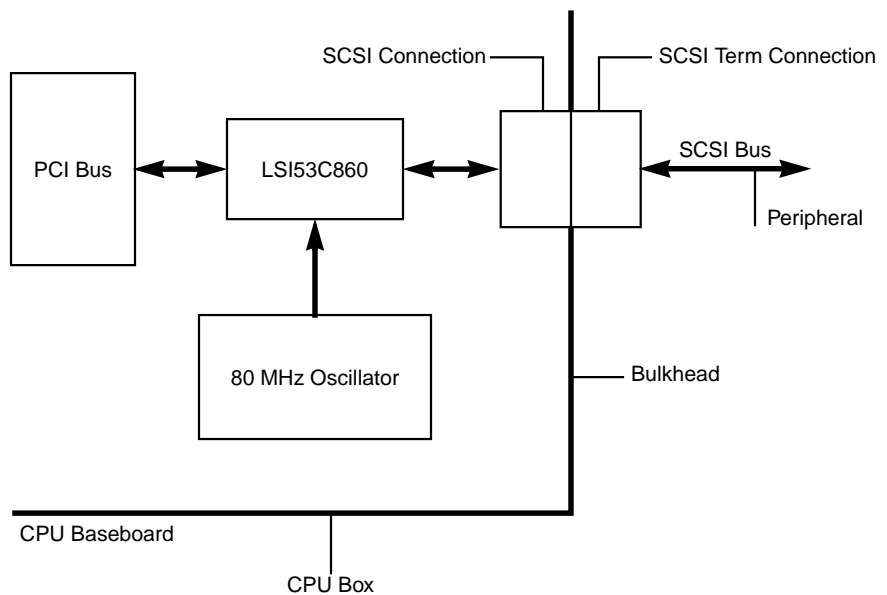 SCSI Connection
SCSI Term Connection
PCI Bus
LSI53C860
SCSI Bus
Peripheral
80 MHz Oscillator
Bulkhead
CPU Baseboard
CPU Box